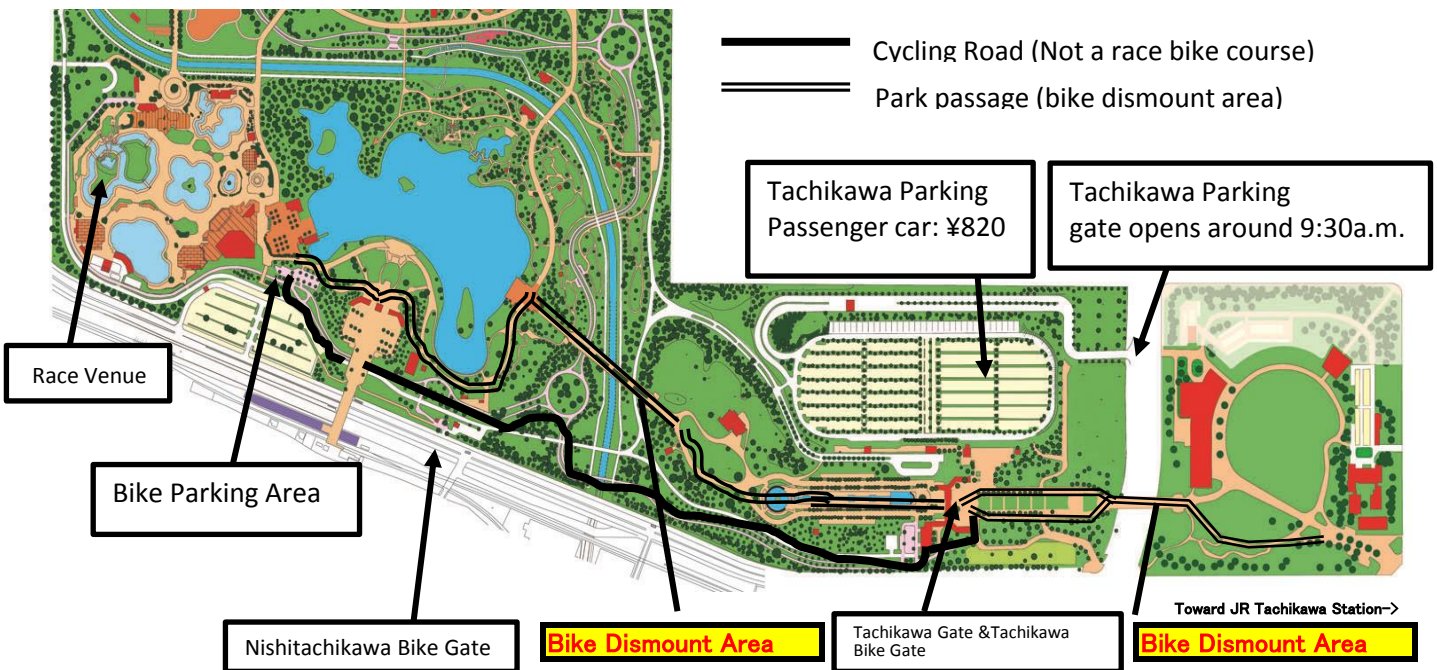 Cycling Road (Not a race bike course)
Park passage (bike dismount area)
Tachikawa Parking
Passenger car: ¥820
Tachikawa Parking
gate opens around 9:30a.m.
Race Venue
Bike Parking Area
Toward JR Tachikawa Station->
Nishitachikawa Bike Gate
Bike Dismount Area
Tachikawa Gate &Tachikawa
Bike Gate
Bike Dismount Area